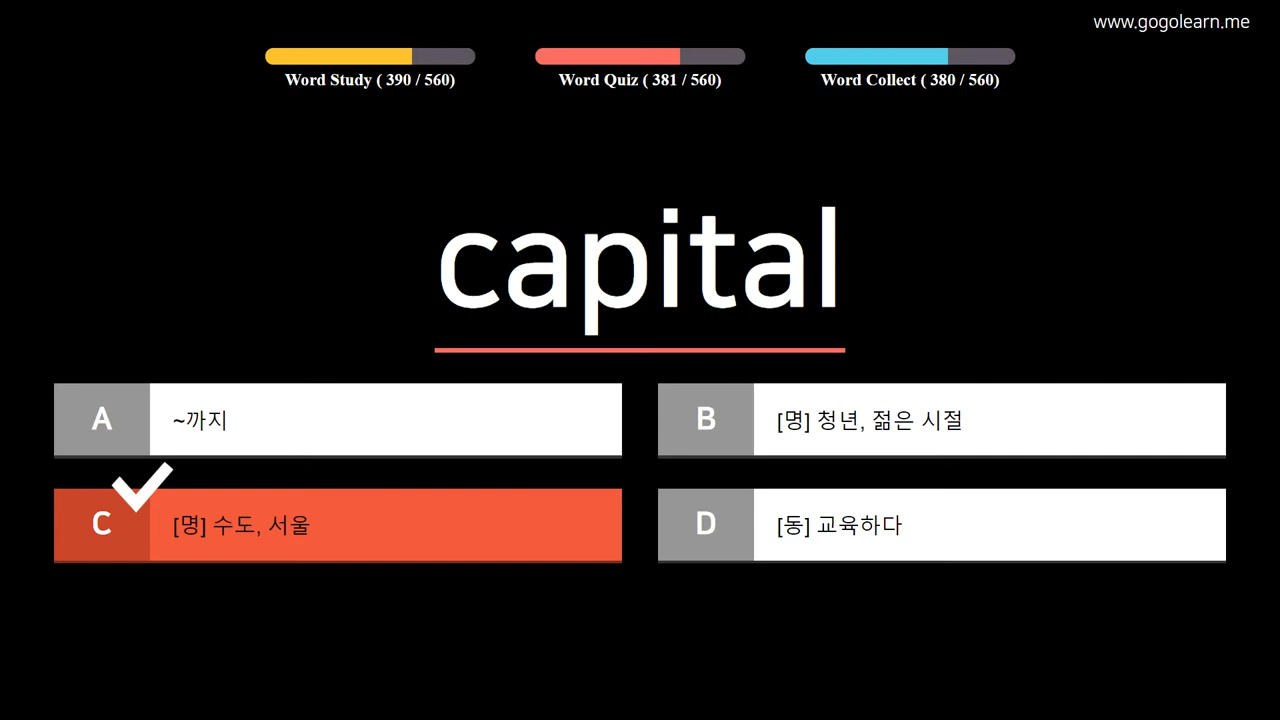 www.gogolearn.me
Word Study ( 390 / 560)
Word Quiz ( 381 / 560)
Word Collect ( 380 / 560)
capital
A ~까지
B [명] 청년, 젊은 시절
C [명] 수도, 서울
D [동] 교육하다